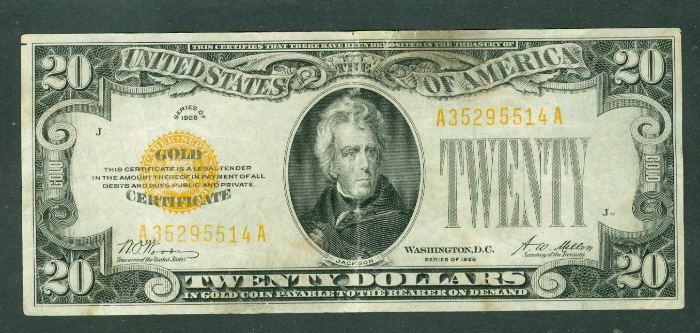 THIS CERTIFIES THAT THERE HAVE BEEN DEPOSITED IN THE TREASURY OF
20 UNITED STATES THE OF AMERICA 20
SERIES OF
1928
A35295514A
J
GOLD
THIS CERTIFICATE IS A LEGAL TENDER
IN THE AMOUNT THEREOF IN PAYMENT OF ALL
DEBTS AND DUES PUBLIC AND PRIVATE
CERTIFICATE
TWENTY
GOLD
GOLD
A35295514A
J
JACKSON
WASHINGTON, D.C.
SERIES OF 1928
Treasurer of the United States.
A.W. Mellon
Secretary of the Treasury.
20 TWENTY DOLLARS 20
IN GOLD COIN PAYABLE TO THE BEARER ON DEMAND